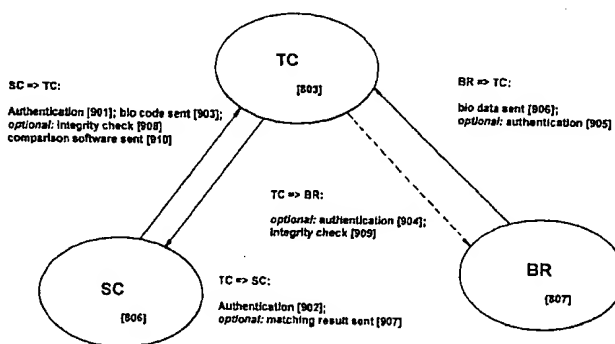 TC
[803]
SC => TC:
Authentication [901]; bio code sent [903];
optional: integrity check [908]
comparison software sent [910]
BR => TC:
bio data sent [906];
optional: authentication [905]
TC => BR:
optional: authentication [904];
integrity check [909]
SC
[806]
TC => SC:
Authentication [902];
optional: matching result sent [907]
BR
[807]